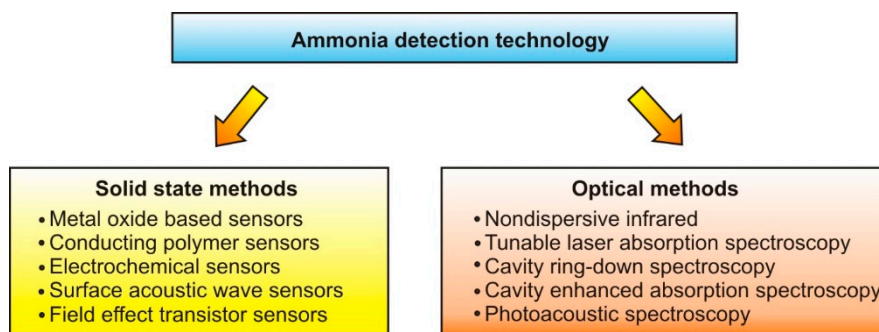 Ammonia detection technology
Solid state methods
• Metal oxide based sensors
• Conducting polymer sensors
• Electrochemical sensors
• Surface acoustic wave sensors
• Field effect transistor sensors
Optical methods
• Nondispersive infrared
• Tunable laser absorption spectroscopy
• Cavity ring-down spectroscopy
• Cavity enhanced absorption spectroscopy
• Photoacoustic spectroscopy